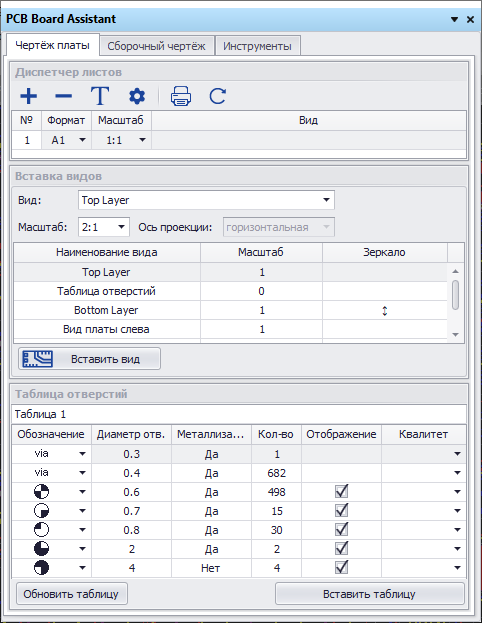 PCB Board Assistant
Чертёж платы Сборочный чертёж Инструменты
Диспетчер листов
T
№ Формат Масштаб Вид
1 A1 1:1
Вставка видов
Вид: Top Layer
Масштаб: 2:1 Ось проекции: горизонтальная
Наименование вида Масштаб Зеркало
Top Layer 1
Таблица отверстий 0
Bottom Layer 1 ↕
Вид платы слева 1
Вставить вид
Таблица отверстий
Таблица 1
Обозначение Диаметр отв. Металлиза... Кол-во Отображение Квалитет
via 0.3 Да 1
via 0.4 Да 682
0.6 Да 498
0.7 Да 15
0.8 Да 30
2 Да 2
4 Нет 4
Обновить таблицу Вставить таблицу